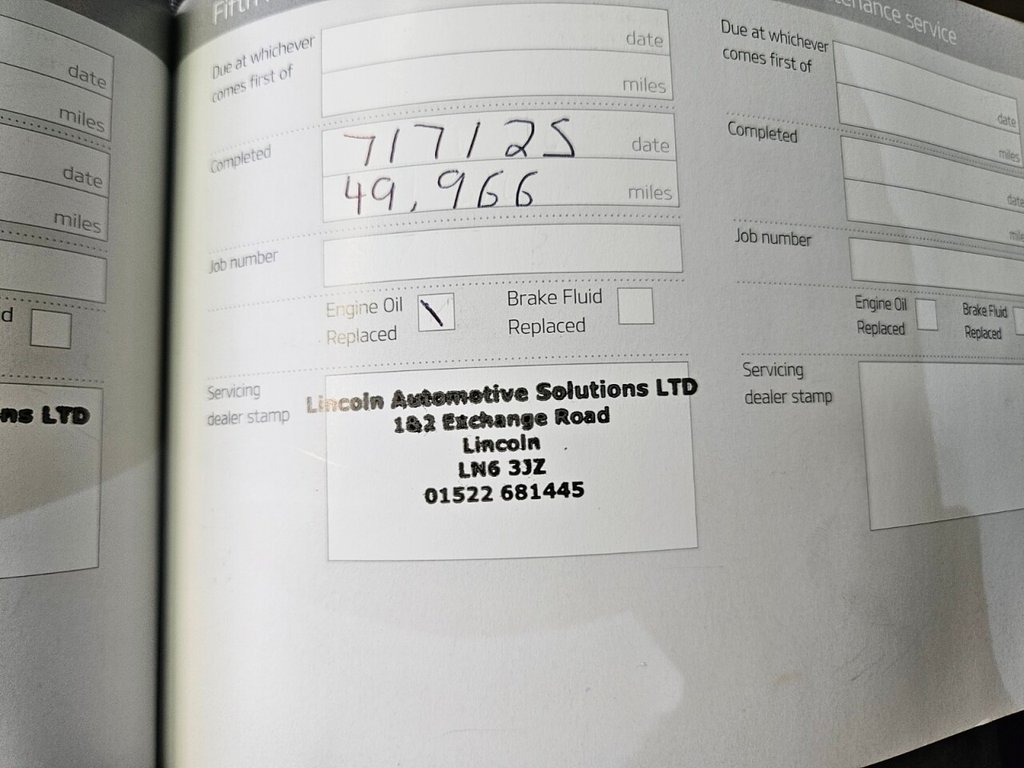 date
miles
date
miles
d
ns LTD
Due at whichever
comes first of
date
miles
Completed
7/7/25 date
49,966 miles
Job number
Engine Oil
Replaced
Brake Fluid
Replaced
Servicing
dealer stamp
Lincoln Automotive Solutions LTD
1&2 Exchange Road
Lincoln
LN6 3JZ
01522 681445
service
Due at whichever
comes first of
date
miles
Completed
date
Job number
Engine Oil
Replaced
Brake Fluid
Replaced
Servicing
dealer stamp